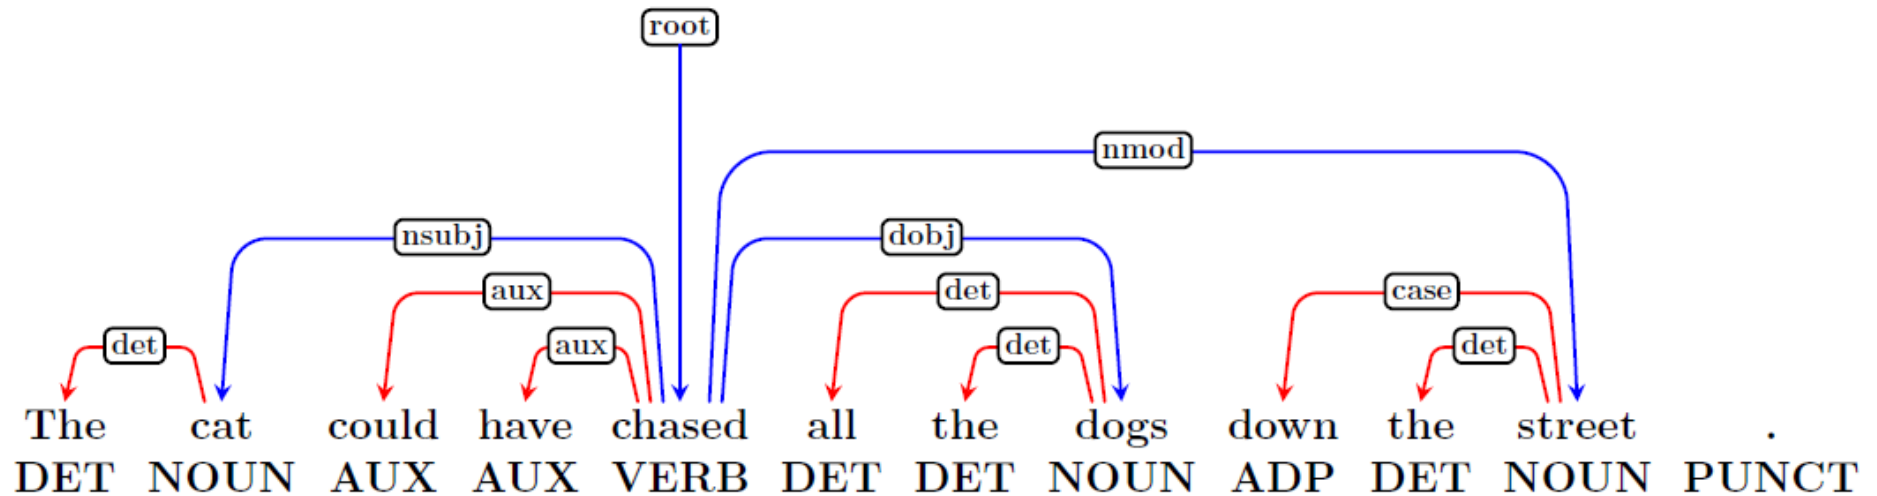 root
nmod
nsubj dobj
aux det case
det aux det det
The cat could have chased all the dogs down the street .
DET NOUN AUX AUX VERB DET DET NOUN ADP DET NOUN PUNCT